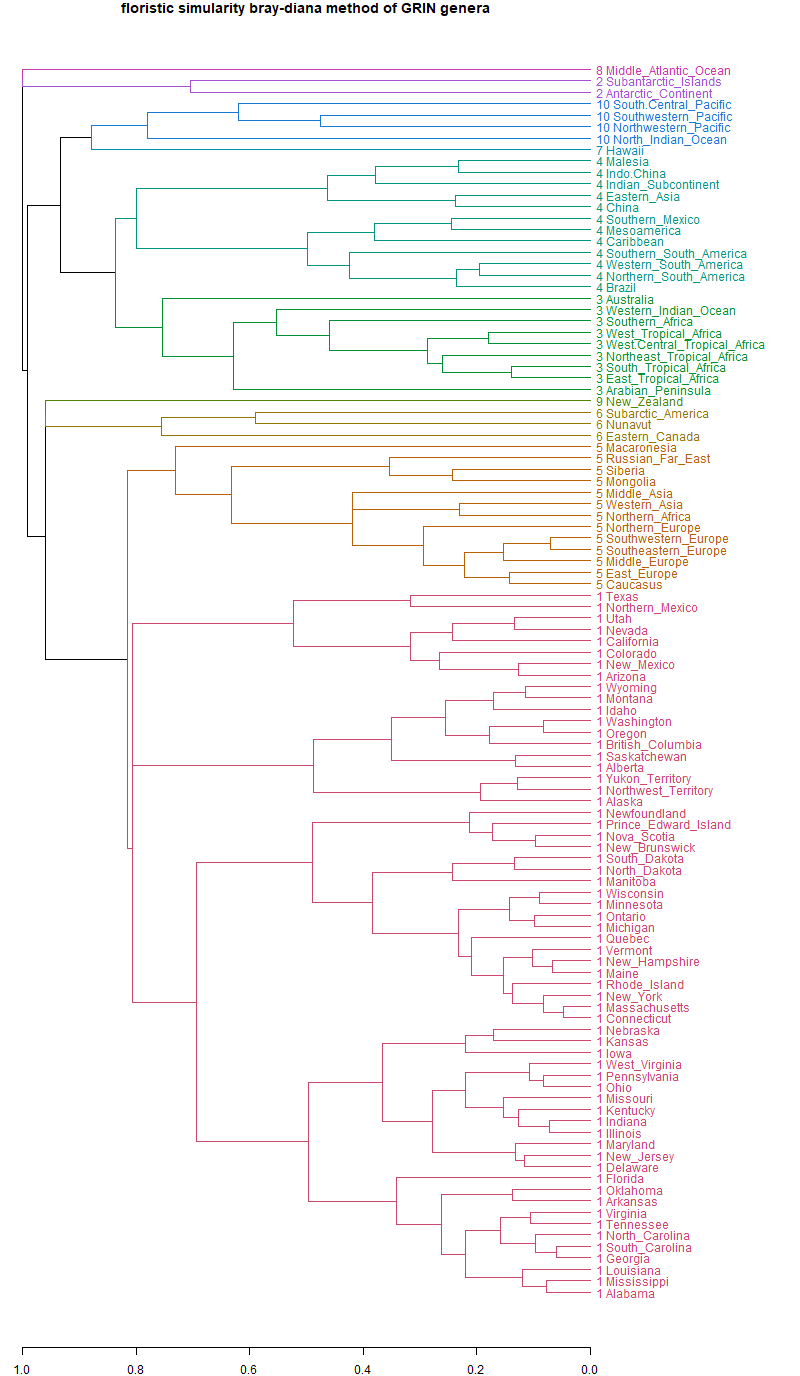 floristic simularity bray-diana method of GRIN genera
8 Middle_Atlantic_Ocean
2 Subantarctic_Islands
2 Antarctic_Continent
10 South.Central_Pacific
10 Southwestern_Pacific
10 Northwestern_Pacific
10 North_Indian_Ocean
7 Hawaii
4 Malesia
4 Indo.China
4 Indian_Subcontinent
4 Eastern_Asia
4 China
4 Southern_Mexico
4 Mesoamerica
4 Caribbean
4 Southern_South_America
4 Western_South_America
4 Northern_South_America
4 Brazil
3 Australia
3 Western_Indian_Ocean
3 Southern_Africa
3 West_Tropical_Africa
3 West.Central_Tropical_Africa
3 Northeast_Tropical_Africa
3 South_Tropical_Africa
3 East_Tropical_Africa
3 Arabian_Peninsula
9 New_Zealand
6 Subarctic_America
6 Nunavut
6 Eastern_Canada
5 Macaronesia
5 Russian_Far_East
5 Siberia
5 Mongolia
5 Middle_Asia
5 Western_Asia
5 Northern_Africa
5 Northern_Europe
5 Southwestern_Europe
5 Southeastern_Europe
5 Middle_Europe
5 East_Europe
5 Caucasus
1 Texas
1 Northern_Mexico
1 Utah
1 Nevada
1 California
1 Colorado
1 New_Mexico
1 Arizona
1 Wyoming
1 Montana
1 Idaho
1 Washington
1 Oregon
1 British_Columbia
1 Saskatchewan
1 Alberta
1 Yukon_Territory
1 Northwest_Territory
1 Alaska
1 Newfoundland
1 Prince_Edward_Island
1 Nova_Scotia
1 New_Brunswick
1 South_Dakota
1 North_Dakota
1 Manitoba
1 Wisconsin
1 Minnesota
1 Ontario
1 Michigan
1 Quebec
1 Vermont
1 New_Hampshire
1 Maine
1 Rhode_Island
1 New_York
1 Massachusetts
1 Connecticut
1 Nebraska
1 Kansas
1 Iowa
1 West_Virginia
1 Pennsylvania
1 Ohio
1 Missouri
1 Kentucky
1 Indiana
1 Illinois
1 Maryland
1 New_Jersey
1 Delaware
1 Florida
1 Oklahoma
1 Arkansas
1 Virginia
1 Tennessee
1 North_Carolina
1 South_Carolina
1 Georgia
1 Louisiana
1 Mississippi
1 Alabama
1.0 0.8 0.6 0.4 0.2 0.0